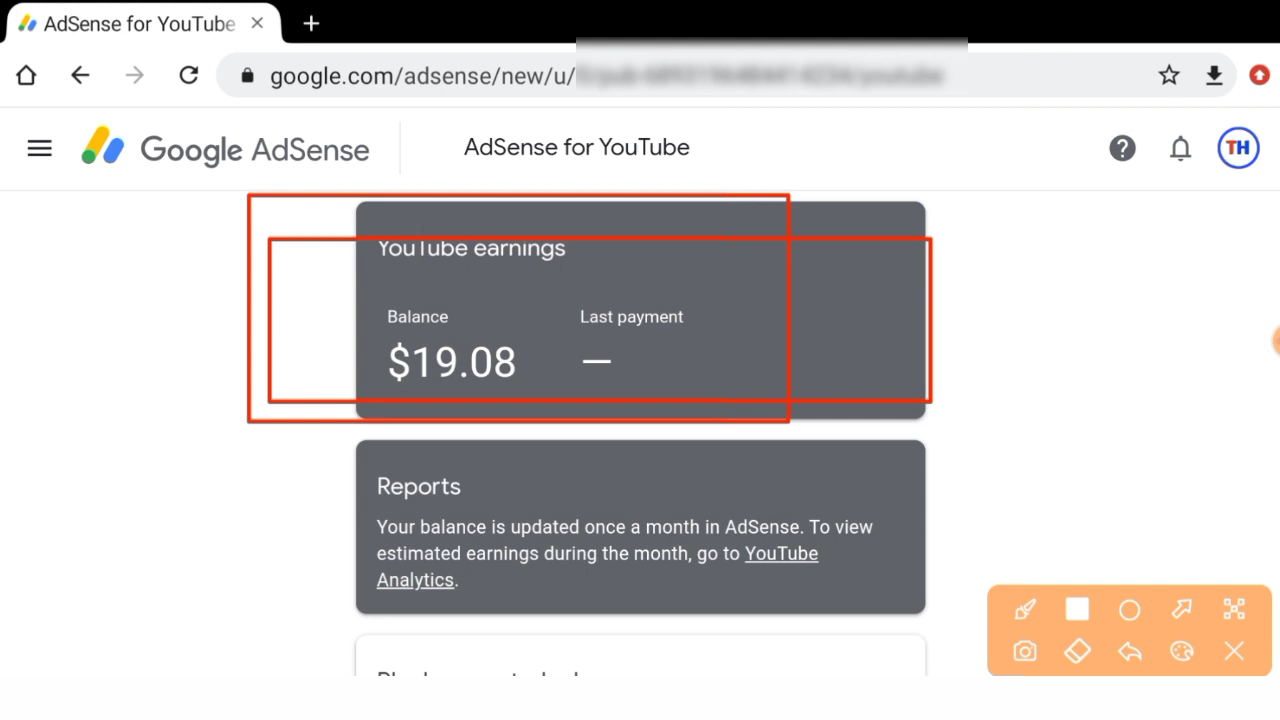 AdSense for YouTube
google.com/adsense/new/u/
Google AdSense
AdSense for YouTube
TH
YouTube earnings
Balance
Last payment
$19.08
—
Reports
Your balance is updated once a month in AdSense. To view
estimated earnings during the month, go to YouTube
Analytics.